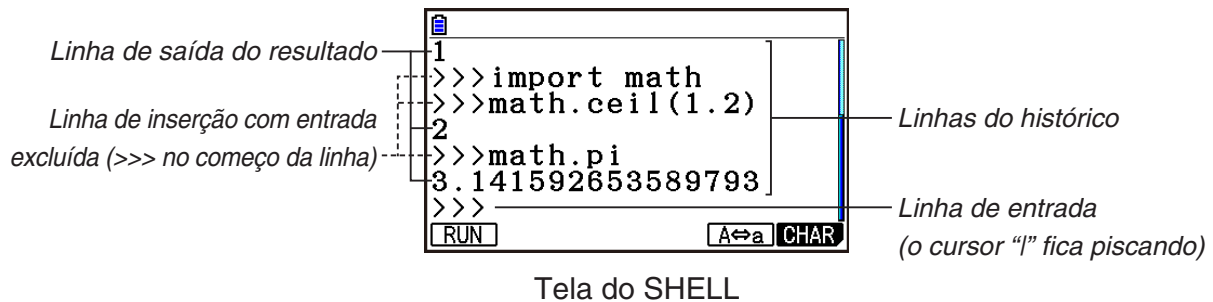 Linha de saída do resultado
Linha de inserção com entrada
excluída (>>> no começo da linha)
1
>>>import math
>>>math.ceil(1.2)
2
>>>math.pi
3.141592653589793
>>>
RUN
A⇔a
CHAR
Linhas do histórico
Linha de entrada
(o cursor “|” fica piscando)
Tela do SHELL